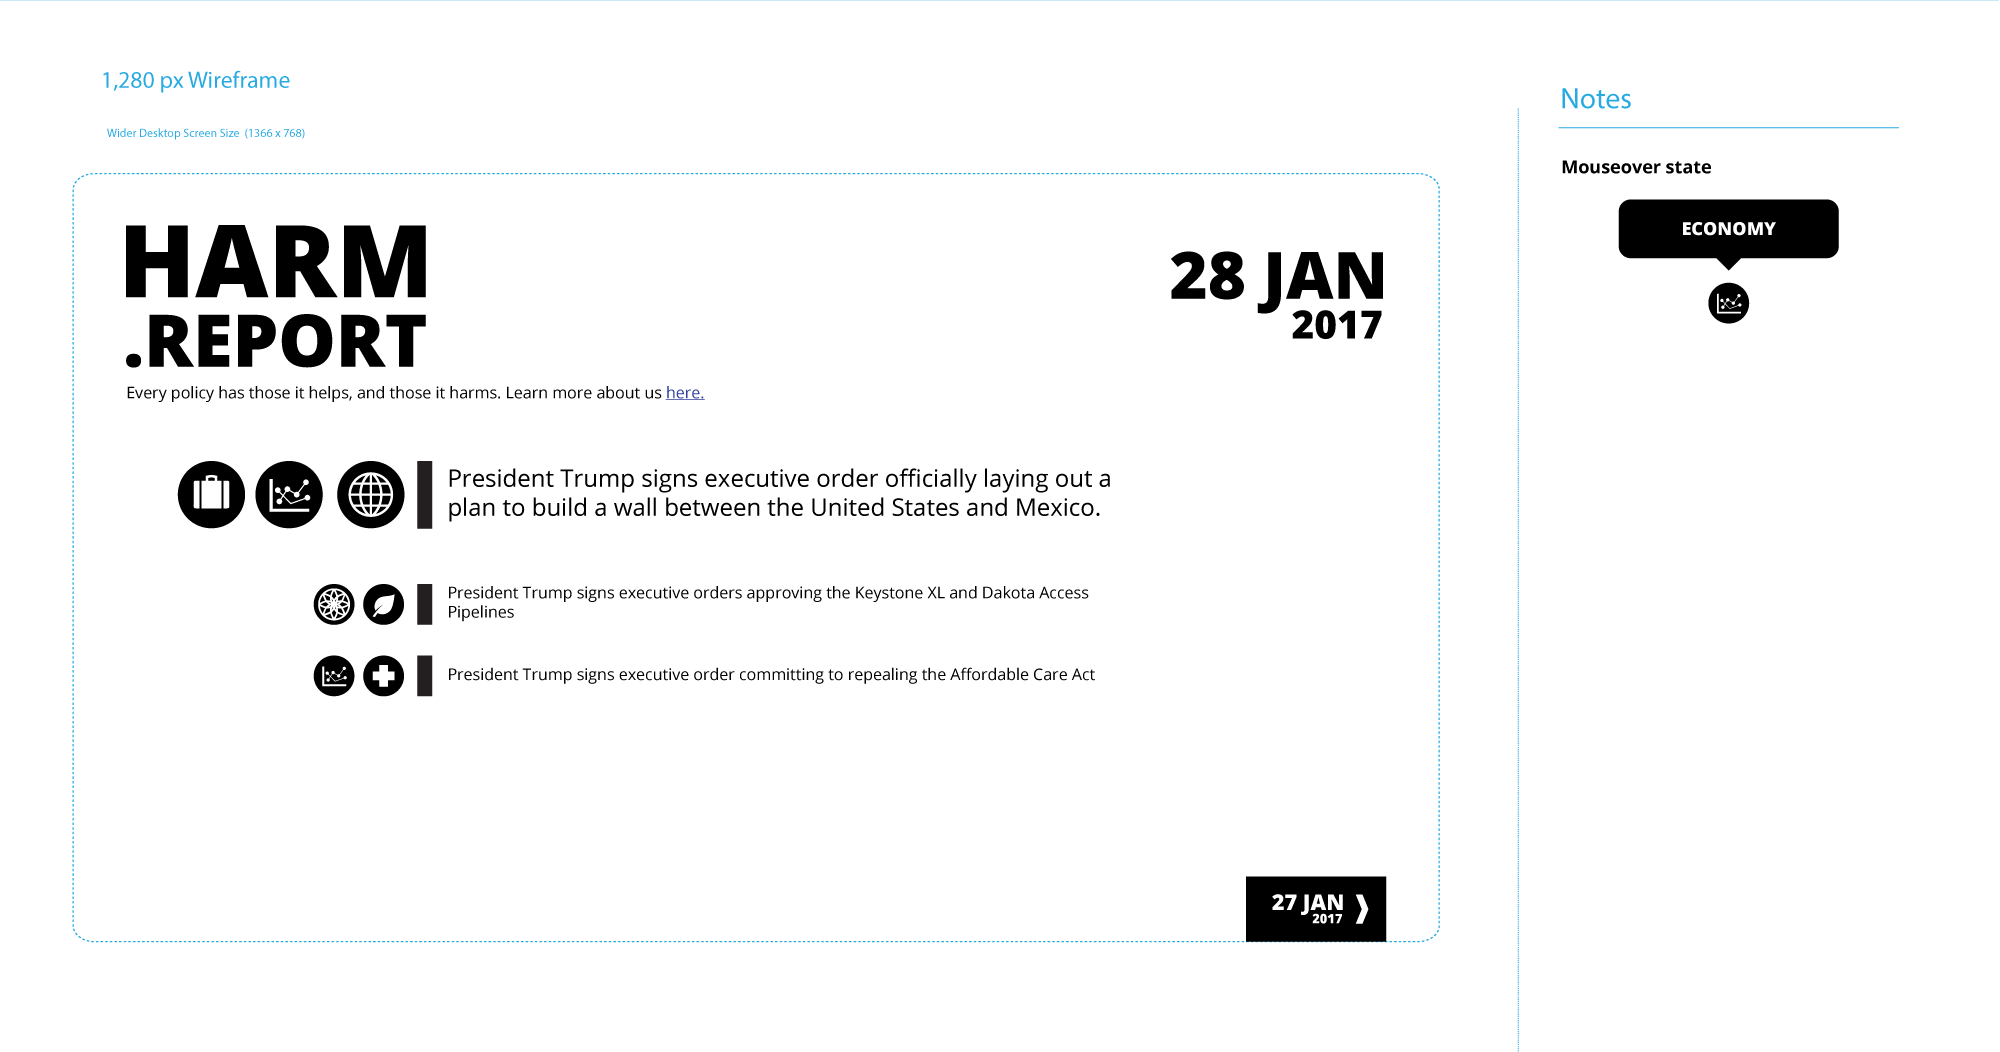 1,280 px Wireframe
Wider Desktop Screen Size (1366 x 768)
HARM
.REPORT
Every policy has those it helps, and those it harms. Learn more about us here.
28 JAN
2017
President Trump signs executive order officially laying out a
plan to build a wall between the United States and Mexico.
President Trump signs executive orders approving the Keystone XL and Dakota Access
Pipelines
President Trump signs executive order committing to repealing the Affordable Care Act
27 JAN
2017
Notes
Mouseover state
ECONOMY